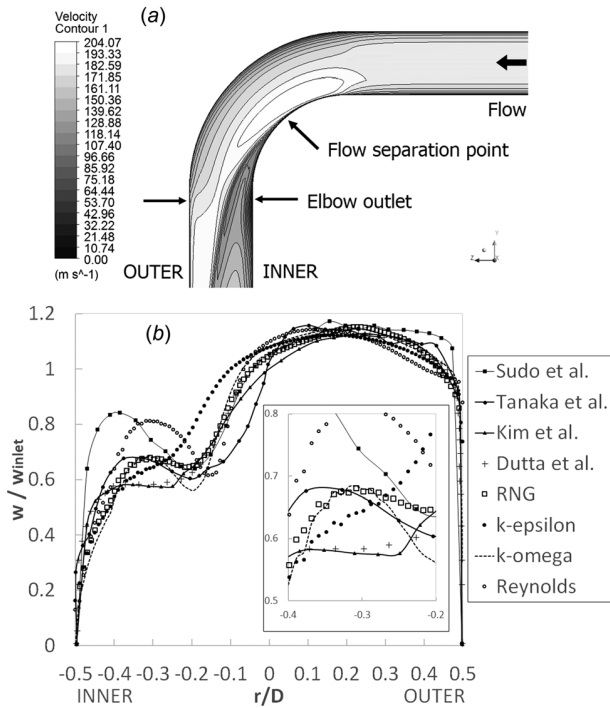 (a)
Velocity
Contour 1
204.07
193.33
182.59
171.85
161.11
150.36
139.62
128.88
118.14
107.40
96.66
85.92
75.18
64.44
53.70
42.96
32.22
21.48
10.74
0.00
(m s^-1)
Flow
Flow separation point
Elbow outlet
OUTER
INNER
Y
Z
X
(b)
w / Winlet
1.2
1
0.8
0.6
0.4
0.2
0
-0.5 -0.4 -0.3 -0.2 -0.1 0 0.1 0.2 0.3 0.4 0.5
INNER
r/D
OUTER
0.8
0.7
0.6
0.5
-0.4 -0.3 -0.2
Sudo et al.
Tanaka et al.
Kim et al.
Dutta et al.
RNG
k-epsilon
k-omega
Reynolds